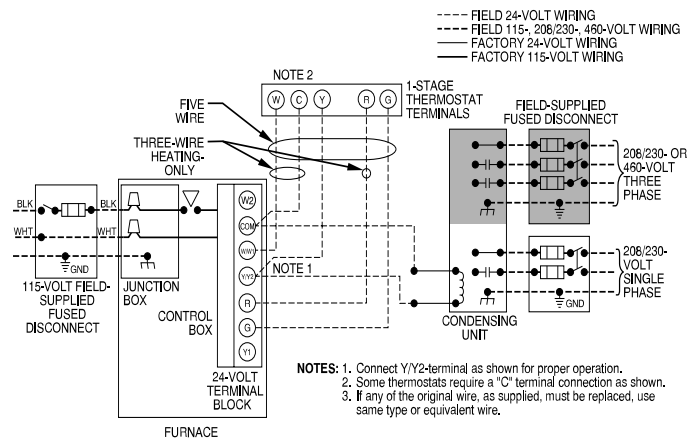 FIELD 24-VOLT WIRING
FIELD 115-, 208/230-, 460-VOLT WIRING
FACTORY 24-VOLT WIRING
FACTORY 115-VOLT WIRING
NOTE 2
W C Y R G
1-STAGE
THERMOSTAT
TERMINALS
FIVE
WIRE
THREE-WIRE
HEATING-
ONLY
FIELD-SUPPLIED
FUSED DISCONNECT
208/230- OR
460-VOLT
THREE
PHASE
BLK
BLK
WHT
WHT
GND
W2
COM
W/W1
Y/Y2
R
G
Y1
NOTE 1
208/230-
VOLT
SINGLE
PHASE
GND
115-VOLT FIELD-
SUPPLIED
FUSED
DISCONNECT
JUNCTION
BOX
CONTROL
BOX
CONDENSING
UNIT
24-VOLT
TERMINAL
BLOCK
FURNACE
NOTES: 1. Connect Y/Y2-terminal as shown for proper operation.
2. Some thermostats require a "C" terminal connection as shown.
3. If any of the original wire, as supplied, must be replaced, use
same type or equivalent wire.